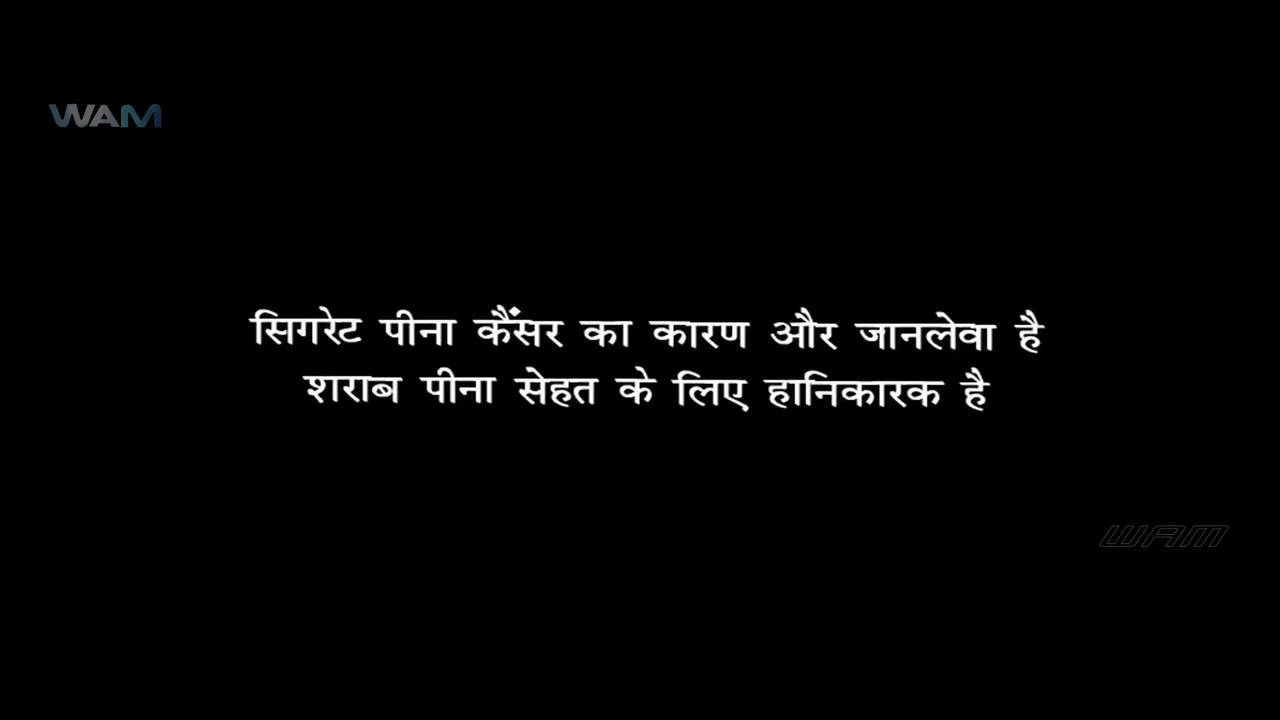 WAM
सिगरेट पीना कैंसर का कारण और जानलेवा है
शराब पीना सेहत के लिए हानिकारक है
WAM